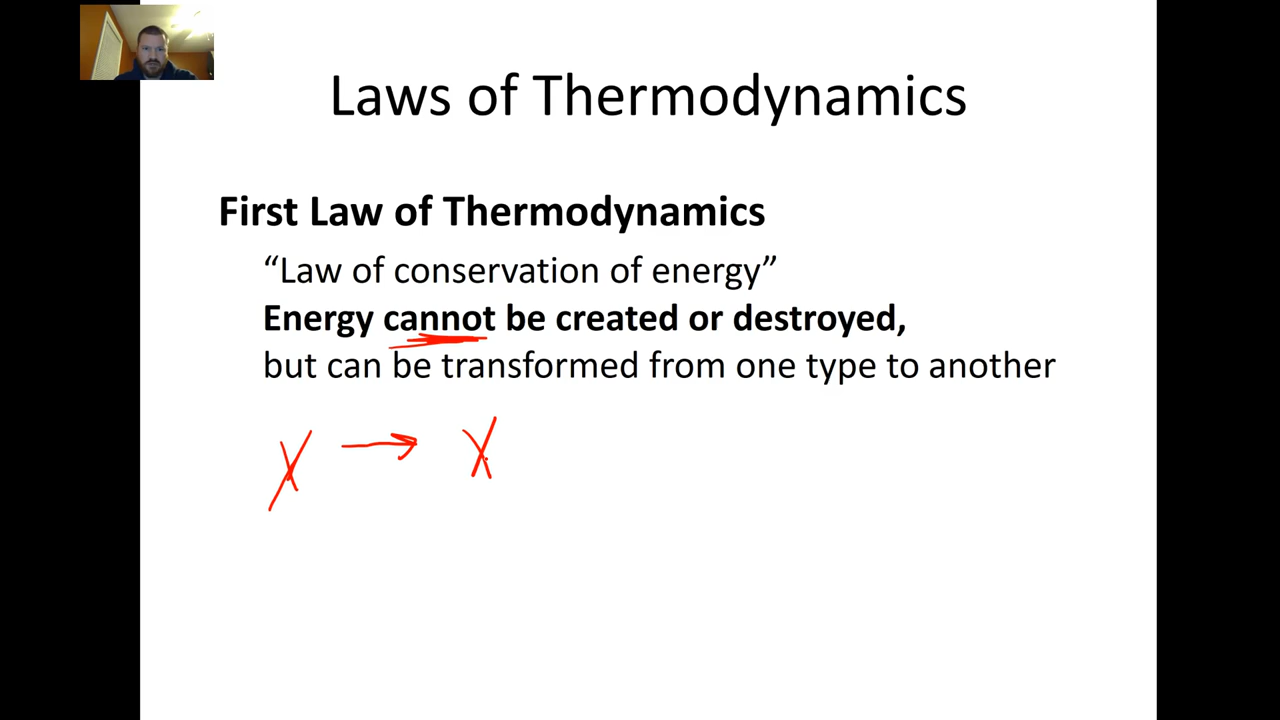 Laws of Thermodynamics
First Law of Thermodynamics
“Law of conservation of energy”
Energy cannot be created or destroyed,
but can be transformed from one type to another
X → X